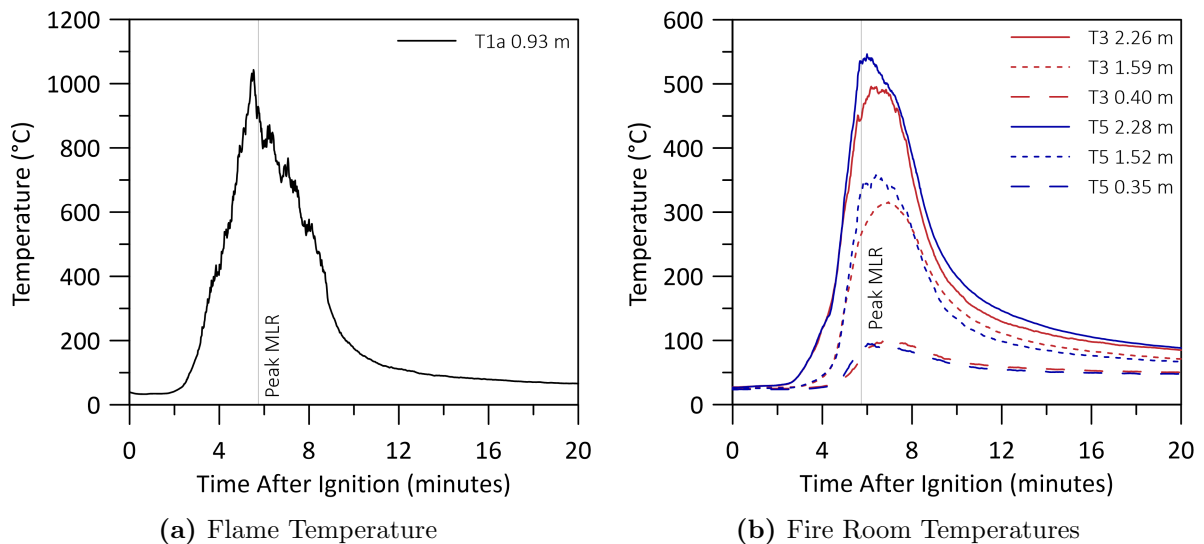 1200
1000
800
600
400
200
0
Temperature (°C)
T1a 0.93 m
Peak MLR
0 4 8 12 16 20
Time After Ignition (minutes)
(a) Flame Temperature
600
500
400
300
200
100
0
Temperature (°C)
T3 2.26 m
T3 1.59 m
T3 0.40 m
T5 2.28 m
T5 1.52 m
T5 0.35 m
Peak MLR
0 4 8 12 16 20
Time After Ignition (minutes)
(b) Fire Room Temperatures